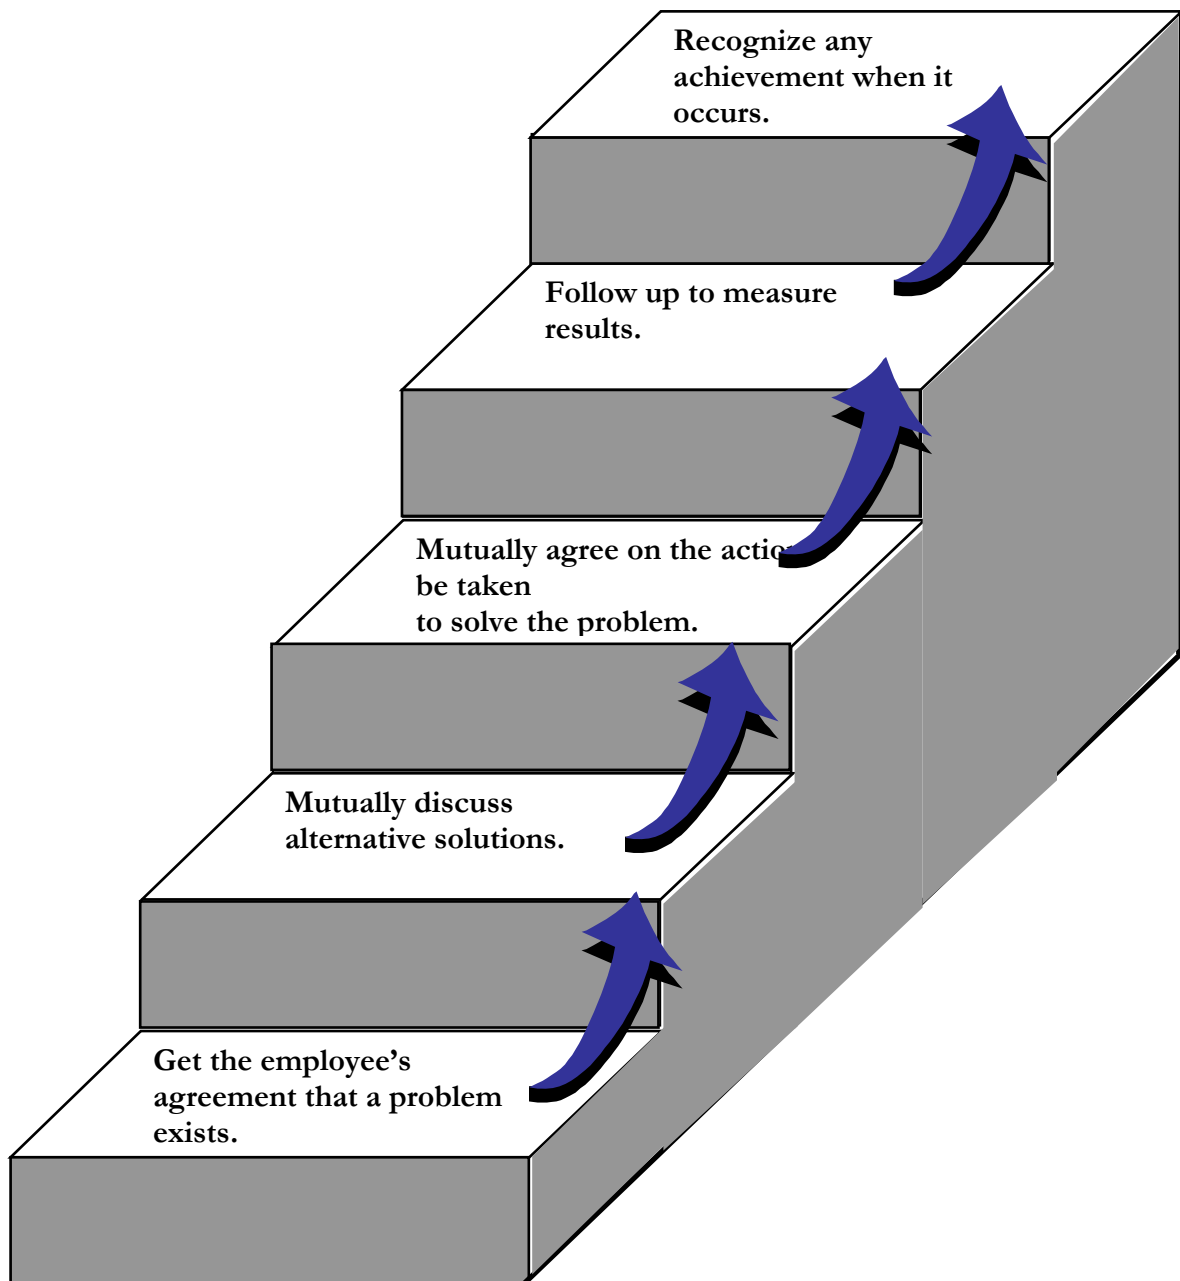 Recognize any
achievement when it
occurs.
Follow up to measure
results.
Mutually agree on the
be taken
to solve the problem.
Mutually discuss
alternative solutions.
Get the employee’s
agreement that a problem
exists.